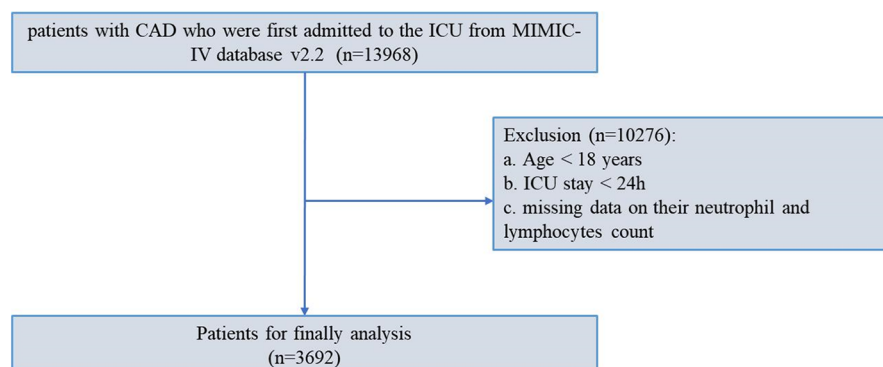 patients with CAD who were first admitted to the ICU from MIMIC-
IV database v2.2 (n=13968)
Exclusion (n=10276):
a. Age < 18 years
b. ICU stay < 24h
c. missing data on their neutrophil and
lymphocytes count
Patients for finally analysis
(n=3692)